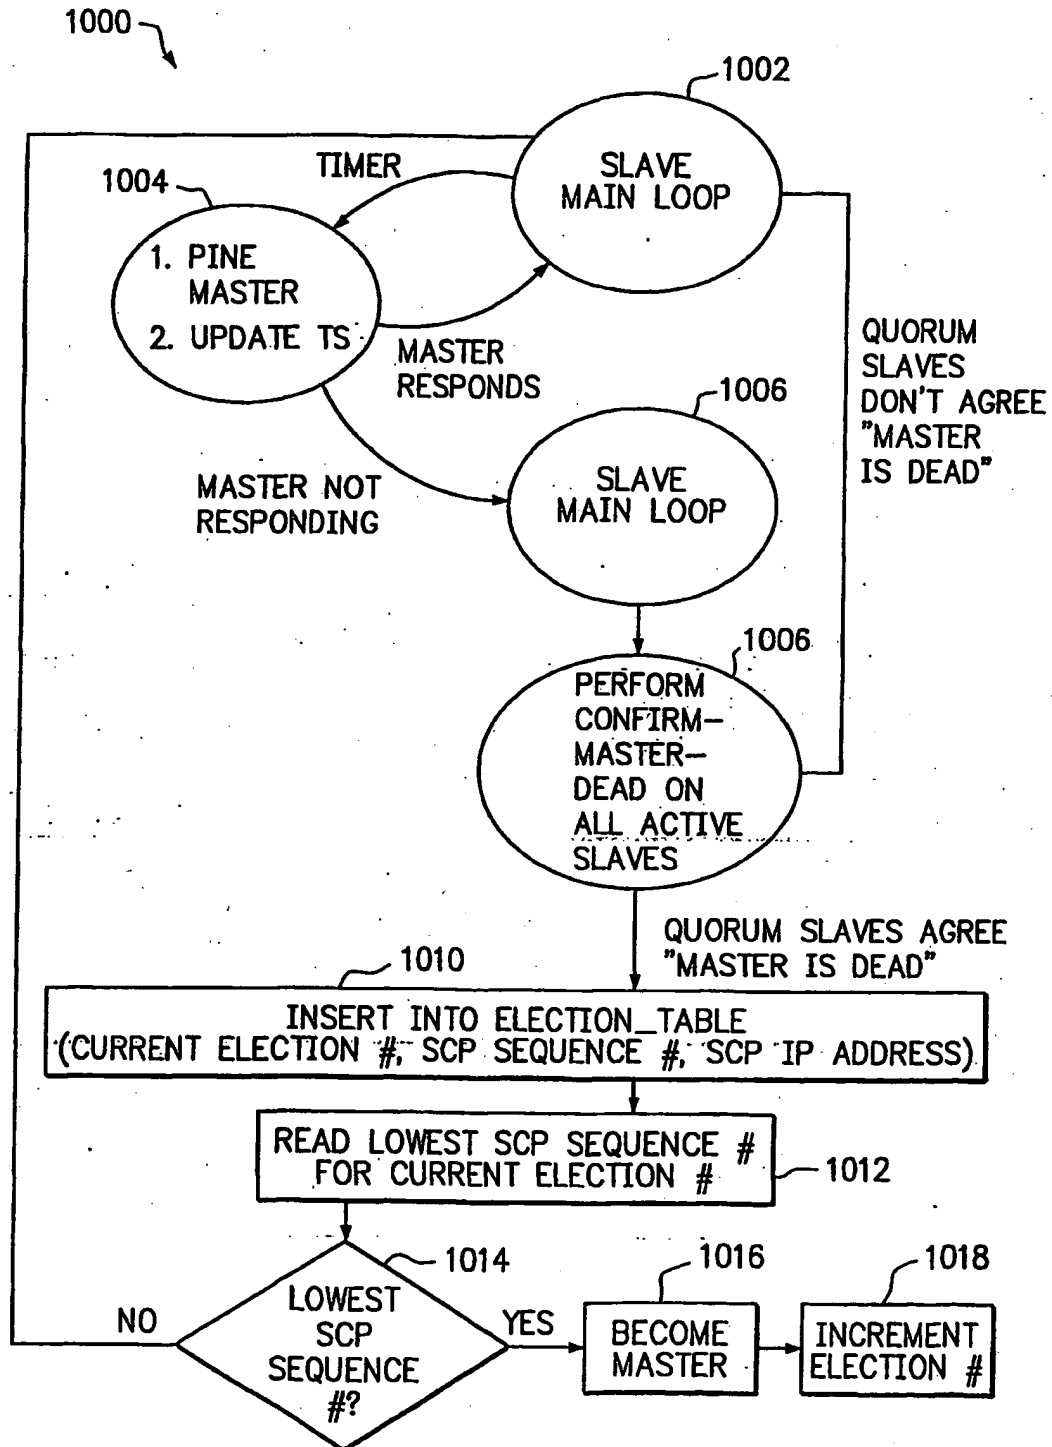 1000
1002
SLAVE
MAIN LOOP
TIMER
1004
1. PINE
MASTER
2. UPDATE TS
MASTER
RESPONDS
QUORUM
SLAVES
DON'T AGREE
"MASTER
IS DEAD"
1006
SLAVE
MAIN LOOP
MASTER NOT
RESPONDING
1006
PERFORM
CONFIRM-
MASTER-
DEAD ON
ALL ACTIVE
SLAVES
QUORUM SLAVES AGREE
"MASTER IS DEAD"
1010
INSERT INTO ELECTION_TABLE
(CURRENT ELECTION #, SCP SEQUENCE #, SCP IP ADDRESS)
READ LOWEST SCP SEQUENCE #
FOR CURRENT ELECTION #
1012
1014
LOWEST
SCP
SEQUENCE
#?
NO
YES
1016
BECOME
MASTER
1018
INCREMENT
ELECTION #